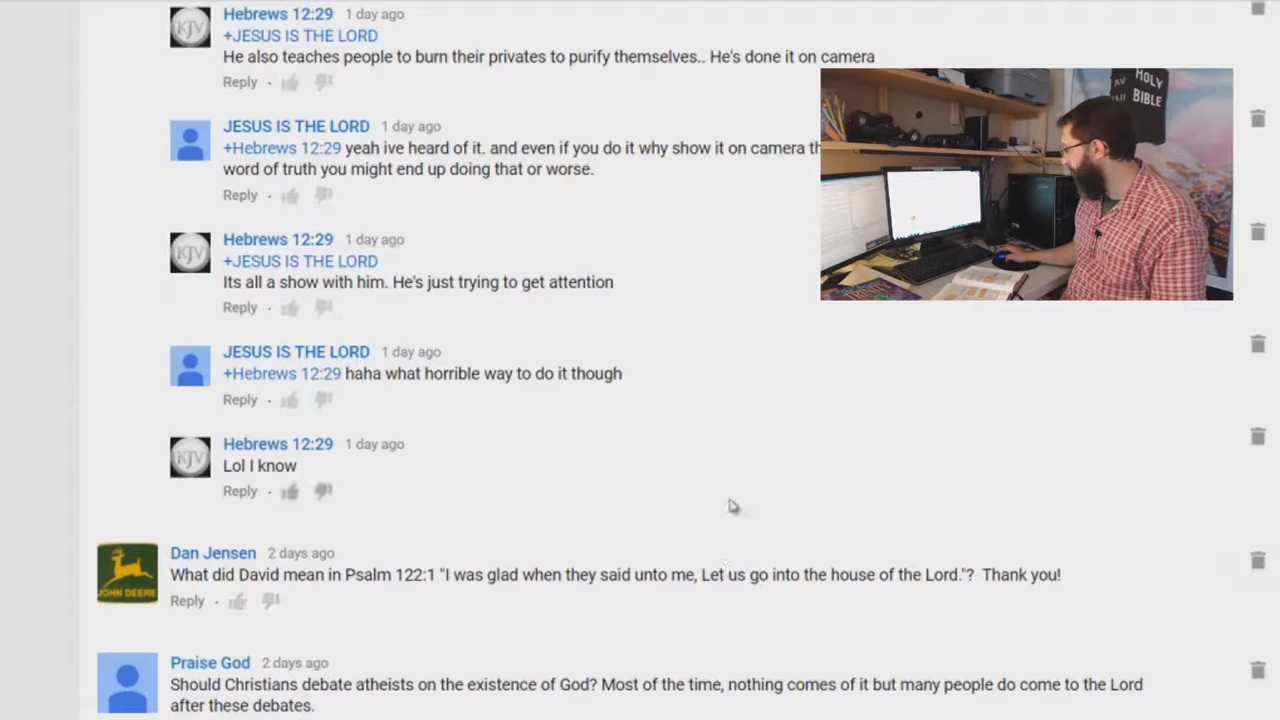 Hebrews 12:29 1 day ago
+JESUS IS THE LORD
He also teaches people to burn their privates to purify themselves.. He's done it on camera
Reply ·
JESUS IS THE LORD 1 day ago
+Hebrews 12:29 yeah ive heard of it. and even if you do it why show it on camera
word of truth you might end up doing that or worse.
Reply ·
Hebrews 12:29 1 day ago
+JESUS IS THE LORD
Its all a show with him. He's just trying to get attention
Reply ·
JESUS IS THE LORD 1 day ago
+Hebrews 12:29 haha what horrible way to do it though
Reply ·
Hebrews 12:29 1 day ago
Lol I know
Reply ·
Dan Jensen 2 days ago
What did David mean in Psalm 122:1 "I was glad when they said unto me, Let us go into the house of the Lord."? Thank you!
Reply ·
Praise God 2 days ago
Should Christians debate atheists on the existence of God? Most of the time, nothing comes of it but many people do come to the Lord
after these debates.
KJV
KJV
KJV
JOHN DEERE
AV
HOLY
BIBLE